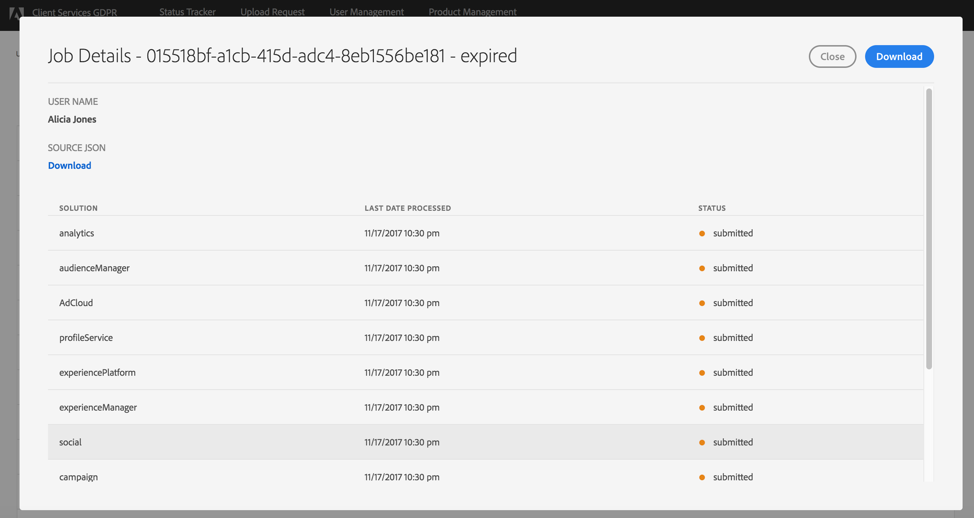 Client Services GDPR Status Tracker Upload Request User Management Product Management
Job Details - 015518bf-a1cb-415d-adc4-8eb1556be181 - expired
Close
Download
USER NAME
Alicia Jones
SOURCE JSON
Download
SOLUTION LAST DATE PROCESSED STATUS
analytics 11/17/2017 10:30 pm submitted
audienceManager 11/17/2017 10:30 pm submitted
AdCloud 11/17/2017 10:30 pm submitted
profileService 11/17/2017 10:30 pm submitted
experiencePlatform 11/17/2017 10:30 pm submitted
experienceManager 11/17/2017 10:30 pm submitted
social 11/17/2017 10:30 pm submitted
campaign 11/17/2017 10:30 pm submitted